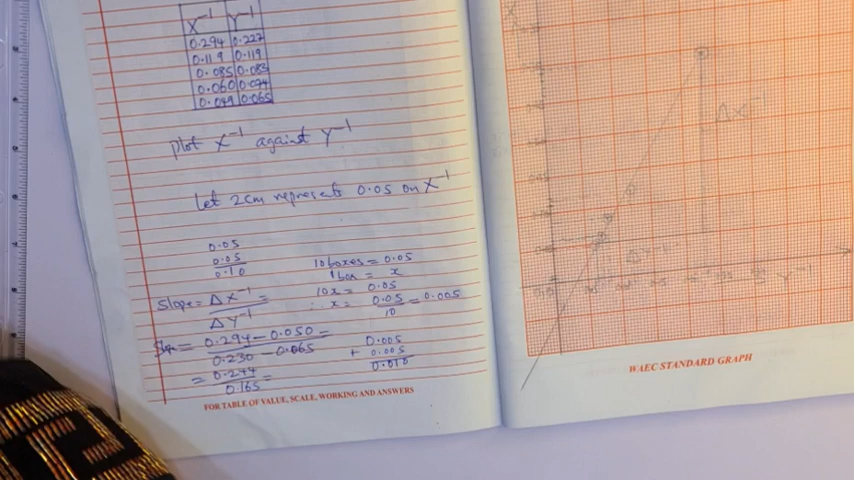 X⁻¹ Y⁻¹
0.294 0.227
0.119 0.119
0.085 0.083
0.060 0.074
0.049 0.065
plot X⁻¹ against Y⁻¹
Let 2cm represents 0.05 on X⁻¹
0.05
0.05
0.10
10 boxes = 0.05
1 box = x
10x = 0.05
∴ x = 0.05/10 = 0.005
Slope = ΔX⁻¹/ΔY⁻¹ =
= 0.294 - 0.050 / 0.230 - 0.065 =
= 0.244 / 0.165 =
0.005
+ 0.005
0.010
FOR TABLE OF VALUE, SCALE, WORKING AND ANSWERS
ΔX⁻¹
WAEC STANDARD GRAPH